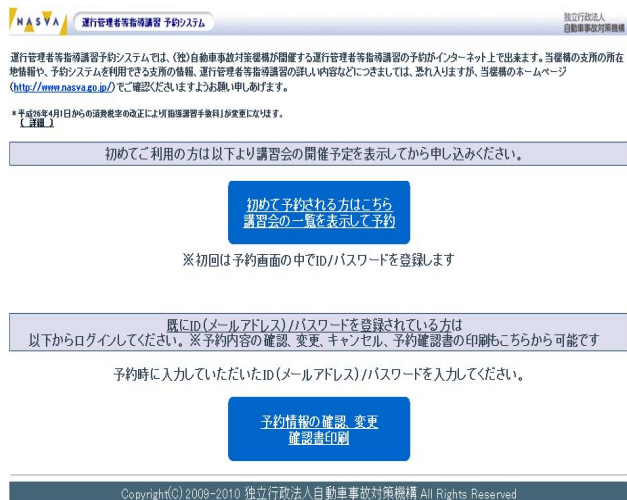 NASVA 運行管理者等指導講習 予約システム
独立行政法人
自動車事故対策機構
運行管理者等指導講習予約システムでは、(独)自動車事故対策機構が開催する運行管理者等指導講習の予約がインターネット上で出来ます。当機構の支所の所在
地情報や、予約システムを利用できる支所の情報、運行管理者等指導講習の詳しい内容などにつきましては、恐れ入りますが、当機構のホームページ
(http://www.nasva.go.jp/)でご確認くださいますようお願い申しあげます。
*平成26年4月1日からの消費税率の改正により「指導講習手数料」が変更になります。
【 詳細 】
初めてご利用の方は以下より講習会の開催予定を表示してから申し込みください。
初めて予約される方はこちら
講習会の一覧を表示して予約
※初回は予約画面の中でID/パスワードを登録します
既にID(メールアドレス)/パスワードを登録されている方は
以下からログインしてください。※予約内容の確認、変更、キャンセル、予約確認書の印刷もこちらから可能です
予約時に入力していただいたID(メールアドレス)/パスワードを入力してください。
予約情報の確認、変更
確認書印刷
Copyright(C) 2009-2010 独立行政法人自動車事故対策機構 All Rights Reserved